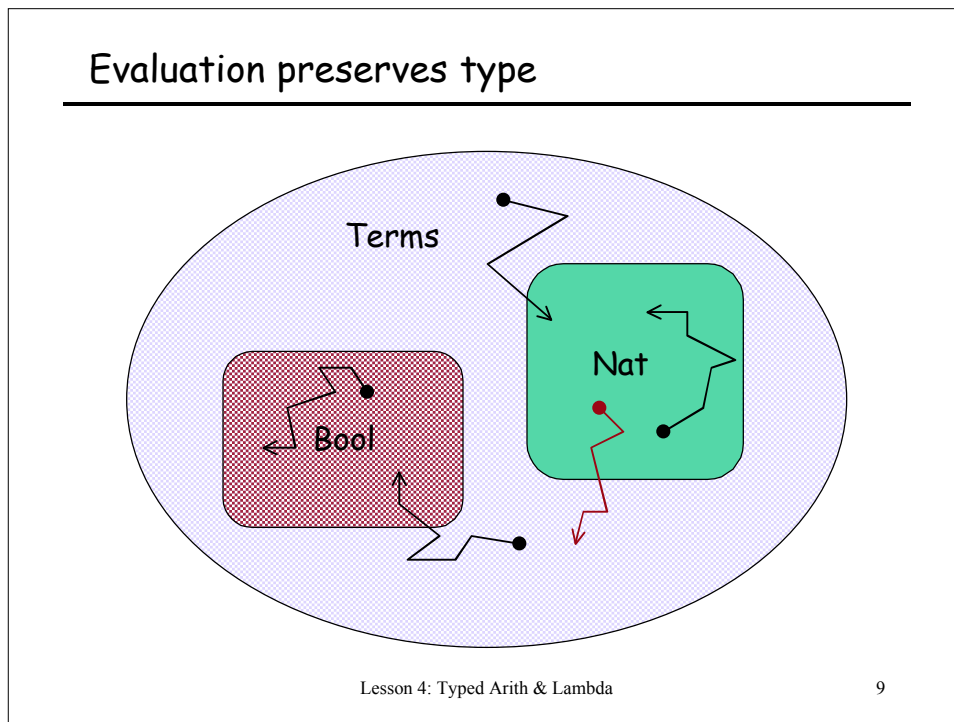 Evaluation preserves type
Terms
Nat
Bool
Lesson 4: Typed Arith & Lambda
9